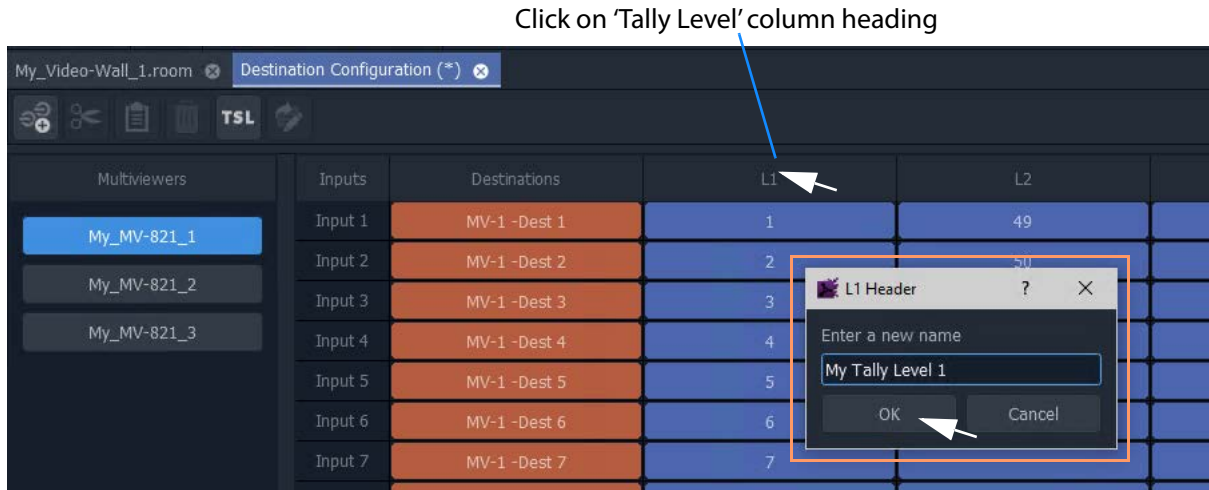 Click on ‘Tally Level’ column heading
My_Video-Wall_1.room Destination Configuration (*)
TSL
Multiviewers Inputs Destinations L1 L2
My_MV-821_1
My_MV-821_2
My_MV-821_3
Input 1 MV-1 -Dest 1 1 49
Input 2 MV-1 -Dest 2 2 50
Input 3 MV-1 -Dest 3 3
Input 4 MV-1 -Dest 4 4
Input 5 MV-1 -Dest 5 5
Input 6 MV-1 -Dest 6 6
Input 7 MV-1 -Dest 7 7
L1 Header ?
Enter a new name
My Tally Level 1
OK Cancel